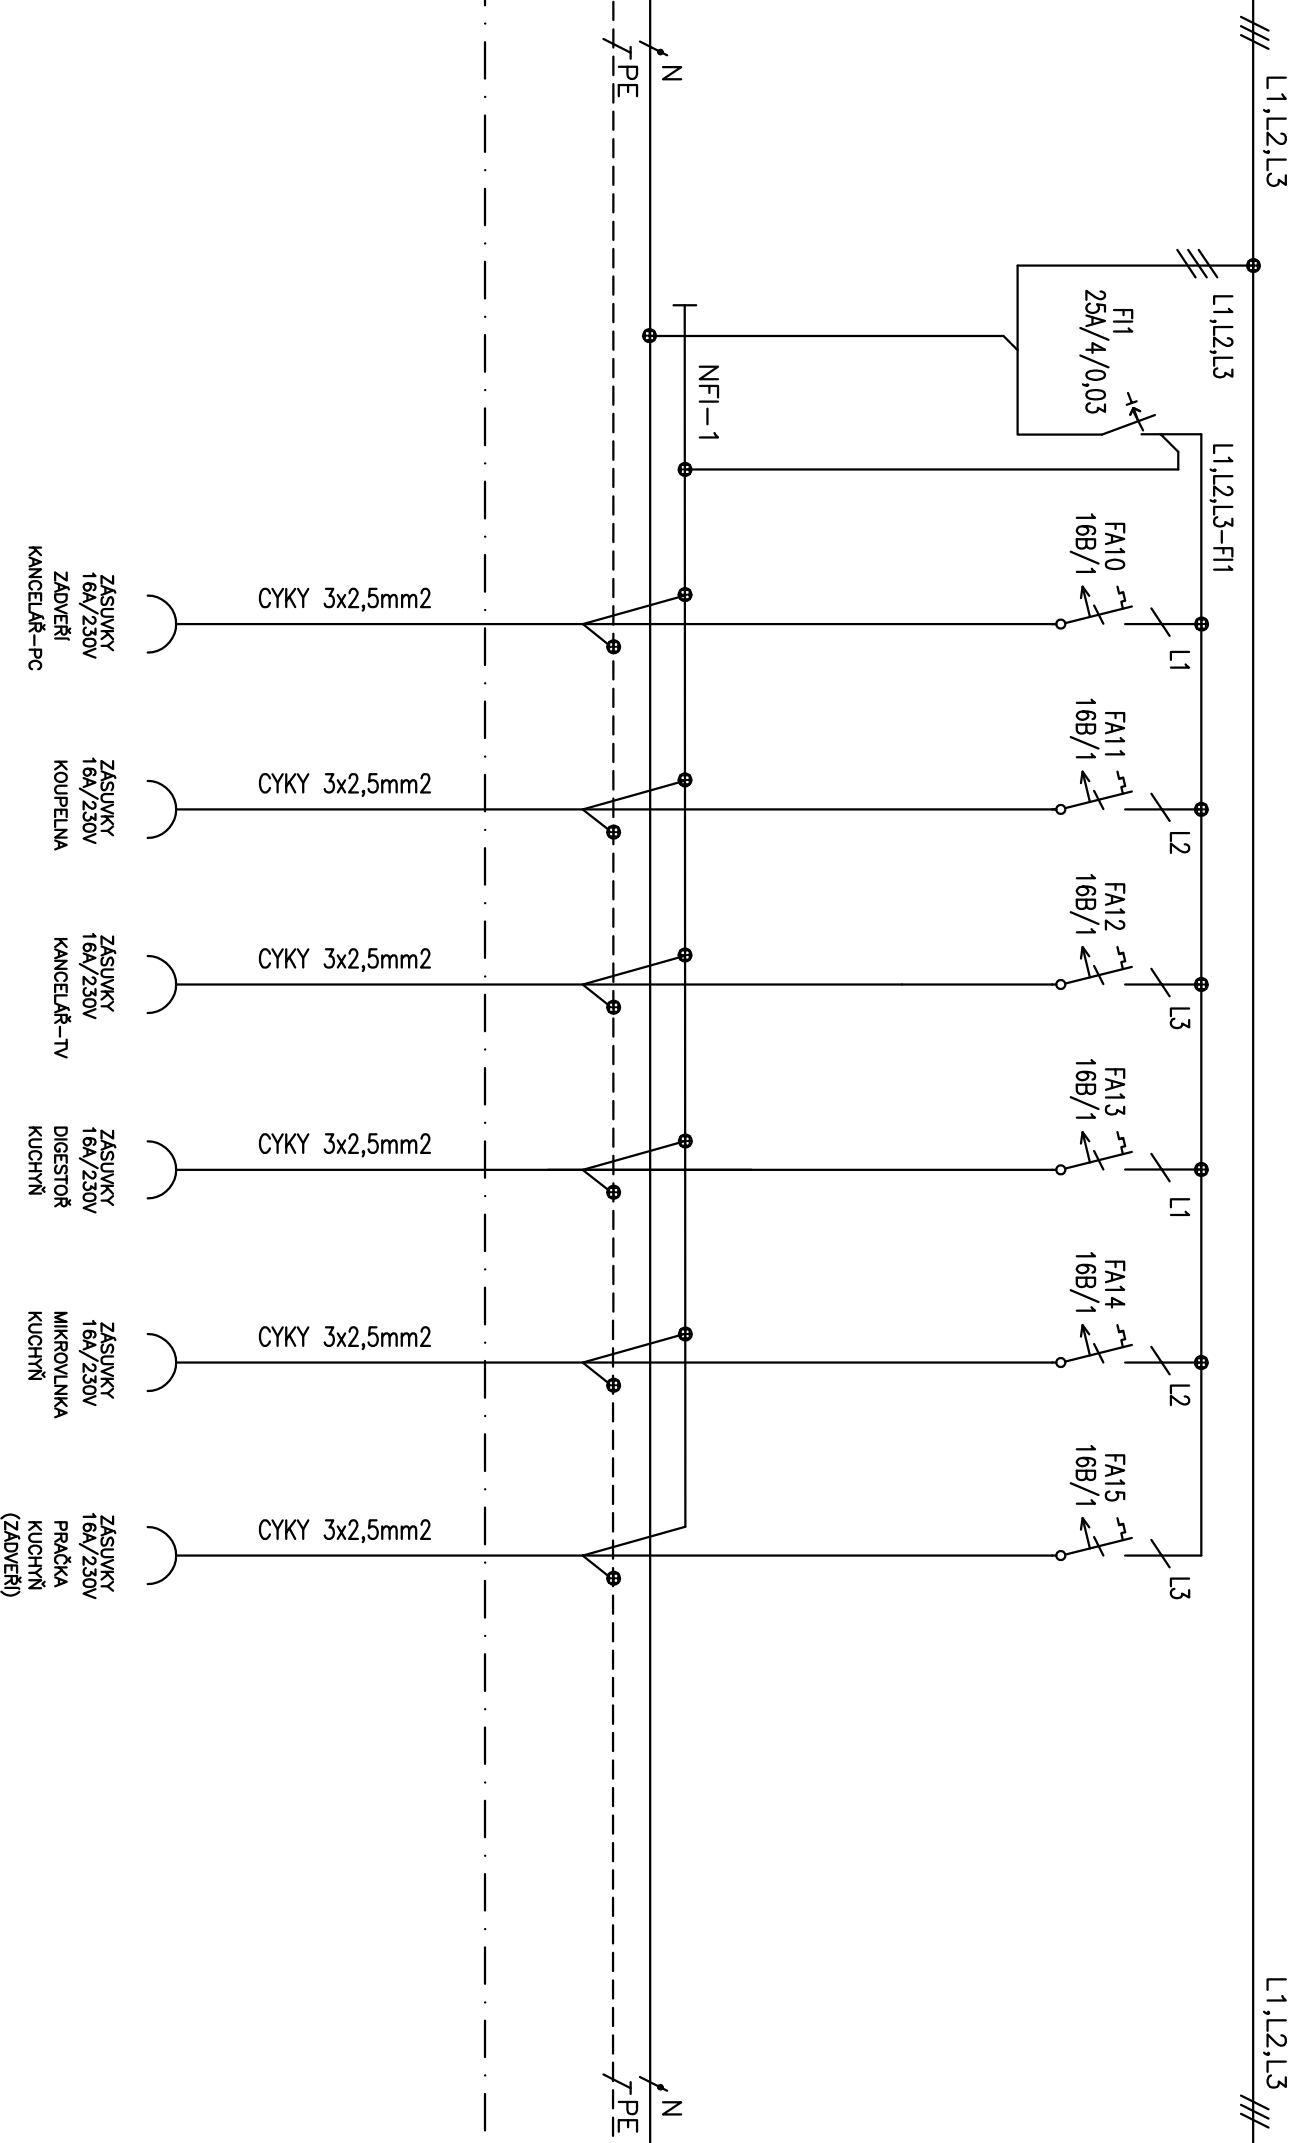 L1,L2,L3
L1,L2,L3
L1,L2,L3
L1,L2,L3-FI1
FI1
25A/4/0,03
L1
L2
L3
L1
L2
L3
FA10
16B/1
FA11
16B/1
FA12
16B/1
FA13
16B/1
FA14
16B/1
FA15
16B/1
NFI-1
N
N
PE
PE
CYKY 3x2,5mm2
CYKY 3x2,5mm2
CYKY 3x2,5mm2
CYKY 3x2,5mm2
CYKY 3x2,5mm2
CYKY 3x2,5mm2
ZÁSUVKY
16A/230V
ZÁDVEŘÍ
KANCELÁŘ-PC
ZÁSUVKY
16A/230V
KOUPELNA
ZÁSUVKY
16A/230V
KANCELÁŘ-TV
ZÁSUVKY
16A/230V
DIGESTOŘ
KUCHYŇ
ZÁSUVKY
16A/230V
MIKROVLNKA
KUCHYŇ
ZÁSUVKY
16A/230V
PRAČKA
KUCHYŇ
(ZÁDVEŘÍ)